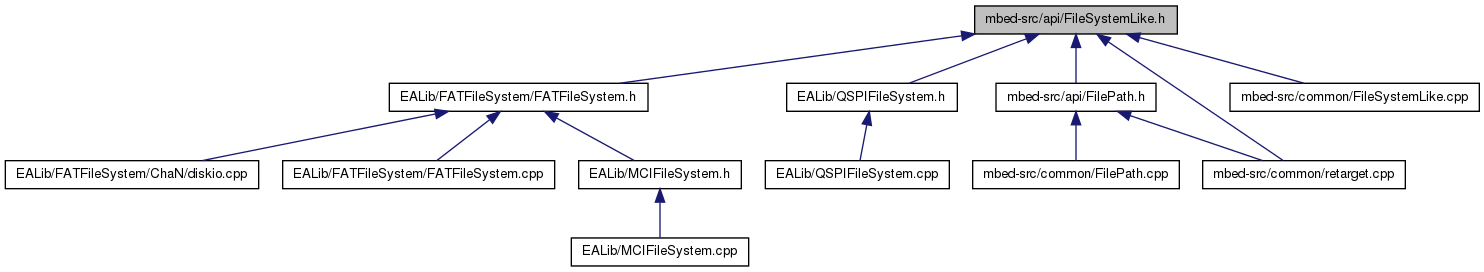 mbed-src/api/FileSystemLike.h
EALib/FATFileSystem/FATFileSystem.h
EALib/QSPIFileSystem.h
mbed-src/api/FilePath.h
mbed-src/common/FileSystemLike.cpp
EALib/FATFileSystem/ChaN/diskio.cpp
EALib/FATFileSystem/FATFileSystem.cpp
EALib/MCIFileSystem.h
EALib/QSPIFileSystem.cpp
mbed-src/common/FilePath.cpp
mbed-src/common/retarget.cpp
EALib/MCIFileSystem.cpp